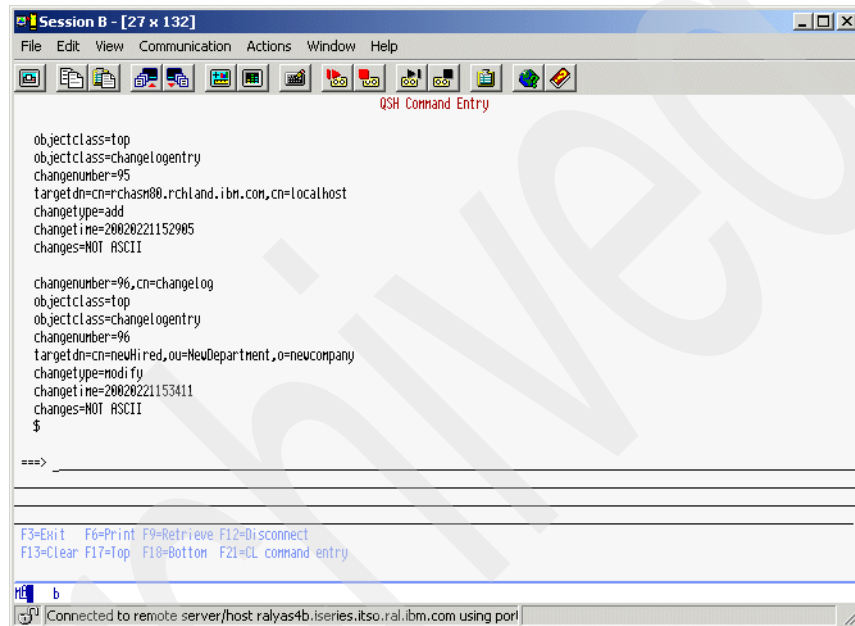 Session B - [27 x 132]
File Edit View Communication Actions Window Help
QSH Command Entry
objectclass=top
objectclass=changelogentry
changenumber=95
targetdn=cn=rchasm80.rchland.ibm.com,cn=localhost
changetype=add
changetime=20020221152905
changes=NOT ASCII
changenumber=96,cn=changelog
objectclass=top
objectclass=changelogentry
changenumber=96
targetdn=cn=newHired,ou=NewDepartment,o=newcompany
changetype=modify
changetime=20020221153411
changes=NOT ASCII
$
===> _
F3=Exit F6=Print F9=Retrieve F12=Disconnect
F13=Clear F17=Top F18=Bottom F21=CL command entry
MA b
Connected to remote server/host ralyas4b.iseries.itso.ral.ibm.com using port